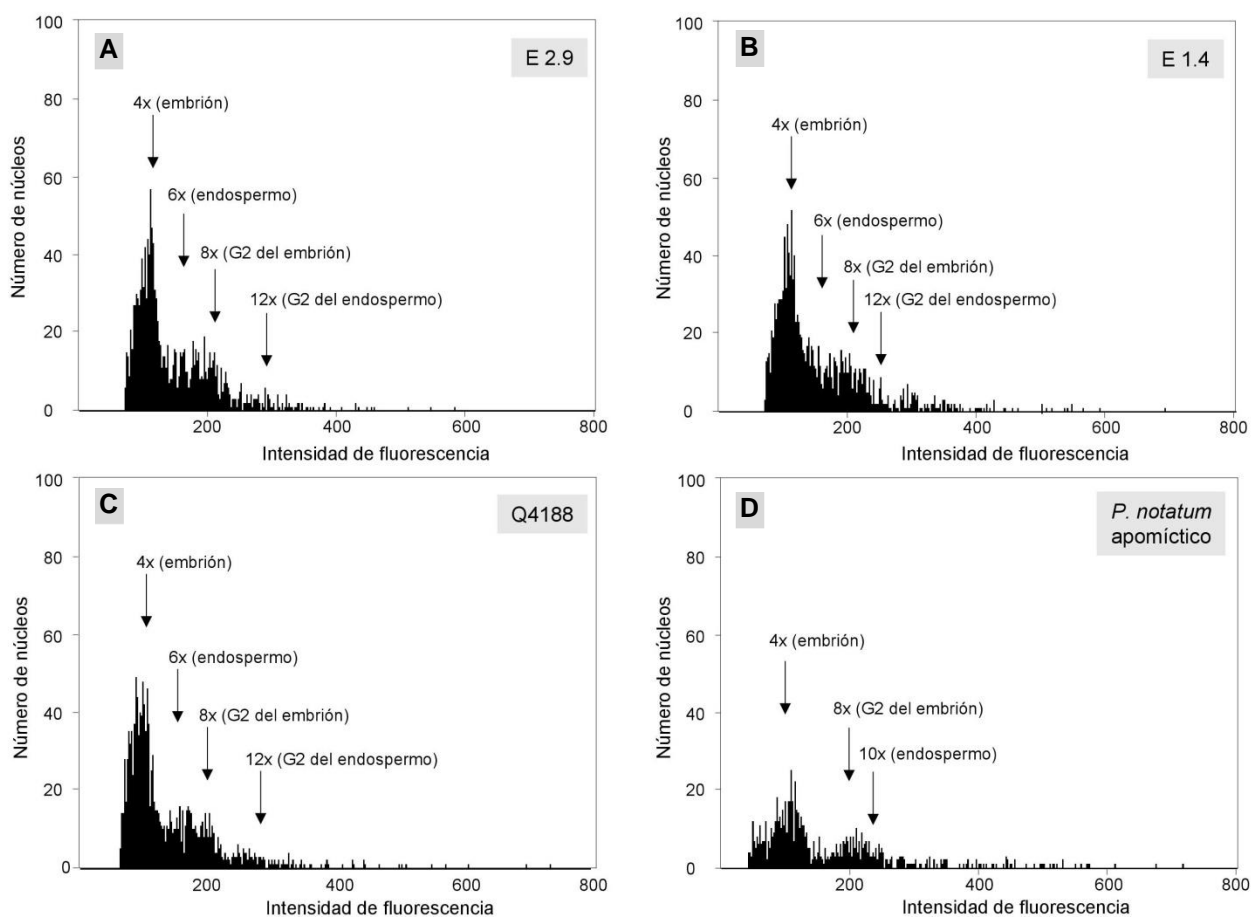 A
E 2.9
100
80
60
40
20
0
Número de núcleos
4x (embrión)
6x (endospermo)
8x (G2 del embrión)
12x (G2 del endospermo)
200
400
600
800
Intensidad de fluorescencia
B
E 1.4
100
80
60
40
20
0
Número de núcleos
4x (embrión)
6x (endospermo)
8x (G2 del embrión)
12x (G2 del endospermo)
200
400
600
800
Intensidad de fluorescencia
C
Q4188
100
80
60
40
20
0
Número de núcleos
4x (embrión)
6x (endospermo)
8x (G2 del embrión)
12x (G2 del endospermo)
200
400
600
800
Intensidad de fluorescencia
D
P. notatum
apomíctico
100
80
60
40
20
0
Número de núcleos
4x (embrión)
8x (G2 del embrión)
10x (endospermo)
200
400
600
800
Intensidad de fluorescencia